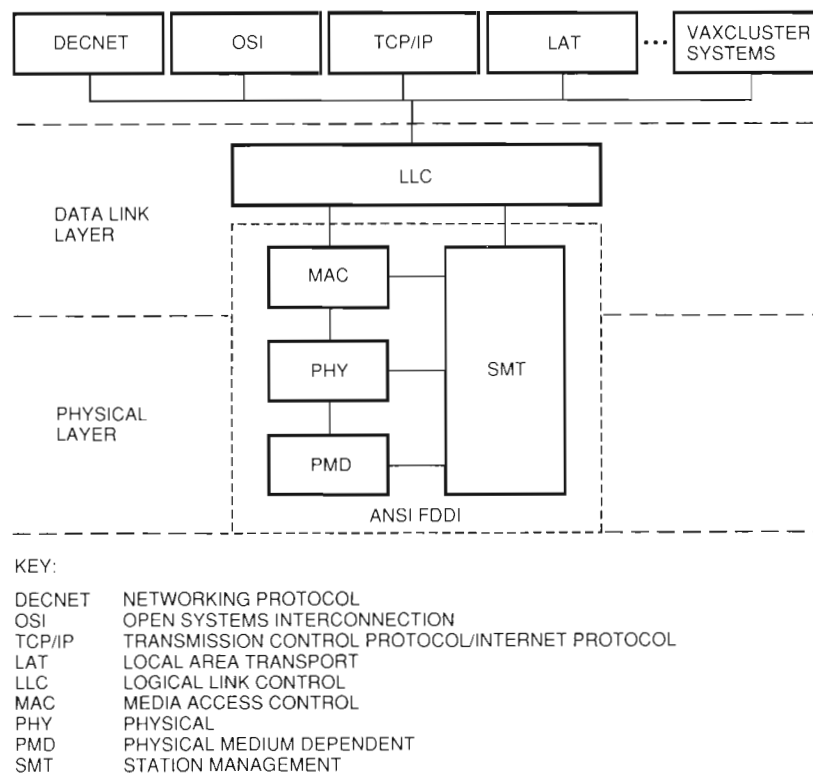 DECNET
OSI
TCP/IP
LAT
...
VAXCLUSTER
SYSTEMS
LLC
DATA LINK
LAYER
MAC
PHY
SMT
PHYSICAL
LAYER
PMD
ANSI FDDI
KEY:
DECNET NETWORKING PROTOCOL
OSI OPEN SYSTEMS INTERCONNECTION
TCP/IP TRANSMISSION CONTROL PROTOCOL/INTERNET PROTOCOL
LAT LOCAL AREA TRANSPORT
LLC LOGICAL LINK CONTROL
MAC MEDIA ACCESS CONTROL
PHY PHYSICAL
PMD PHYSICAL MEDIUM DEPENDENT
SMT STATION MANAGEMENT